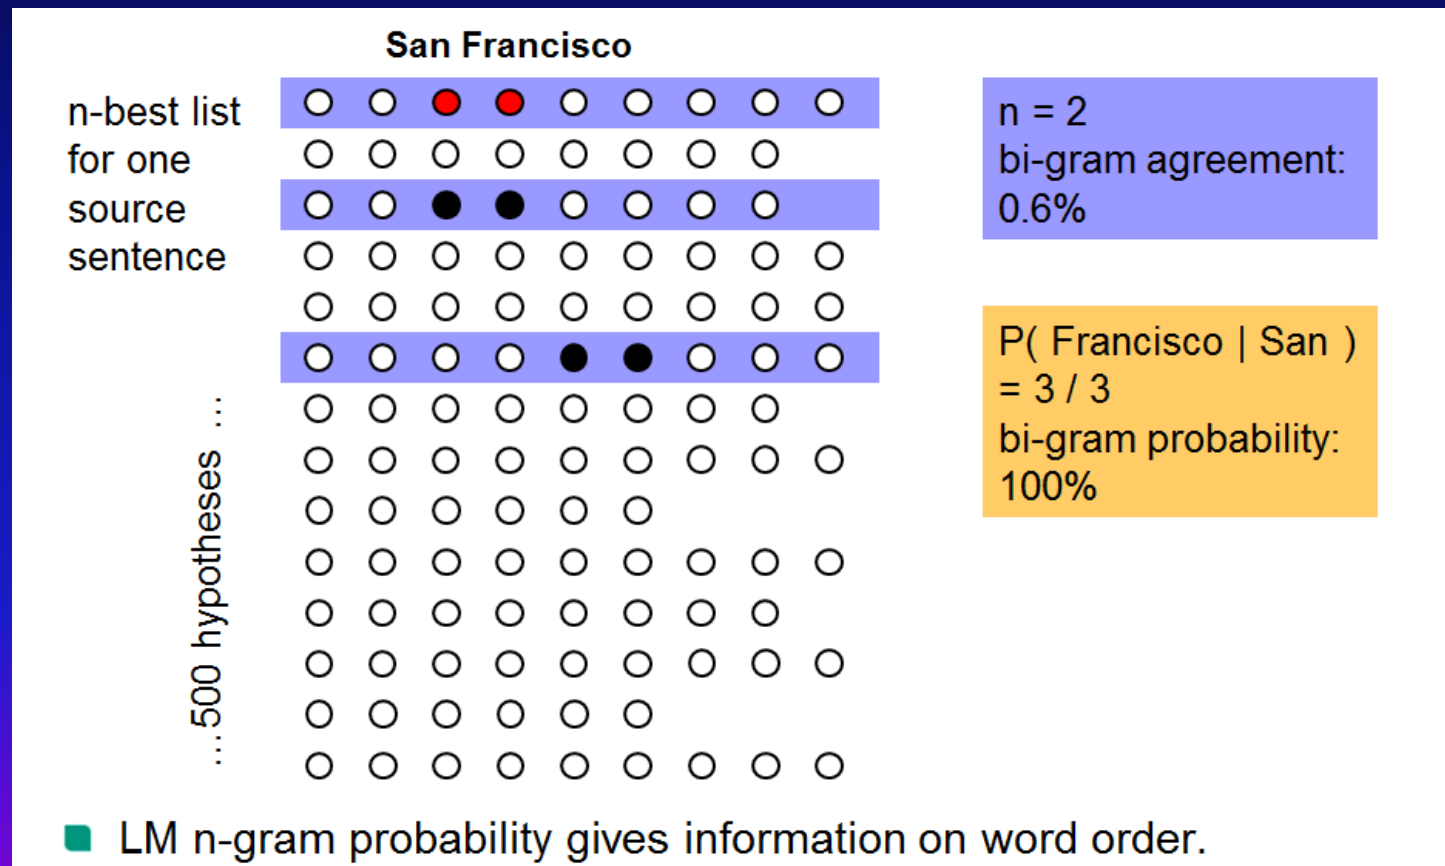 San Francisco
n-best list
for one
source
sentence
...500 hypotheses ...
n = 2
bi-gram agreement:
0.6%
P( Francisco | San )
= 3 / 3
bi-gram probability:
100%
LM n-gram probability gives information on word order.